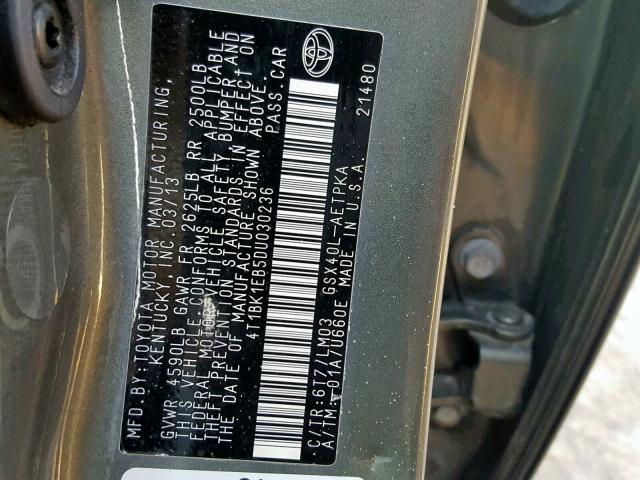 MFD BY:TOYOTA MOTOR MANUFACTURING,
KENTUCKY, INC. 03/13
GVWR 4590LB GAWR FR 2625LB RR 2500LB
THIS VEHICLE CONFORMS TO ALL APPLICABLE
FEDERAL MOTOR VEHICLE SAFETY, BUMPER AND
THEFT PREVENTION STANDARDS IN EFFECT ON
THE DATE OF MANUFACTURE SHOWN ABOVE.
4T1BK1EB5DU030236 PASS.CAR
C/TR:6T7/LM03 GSX40L-AETPKA
A/TM: -01A/U660E MADE IN U.S.A. 21480